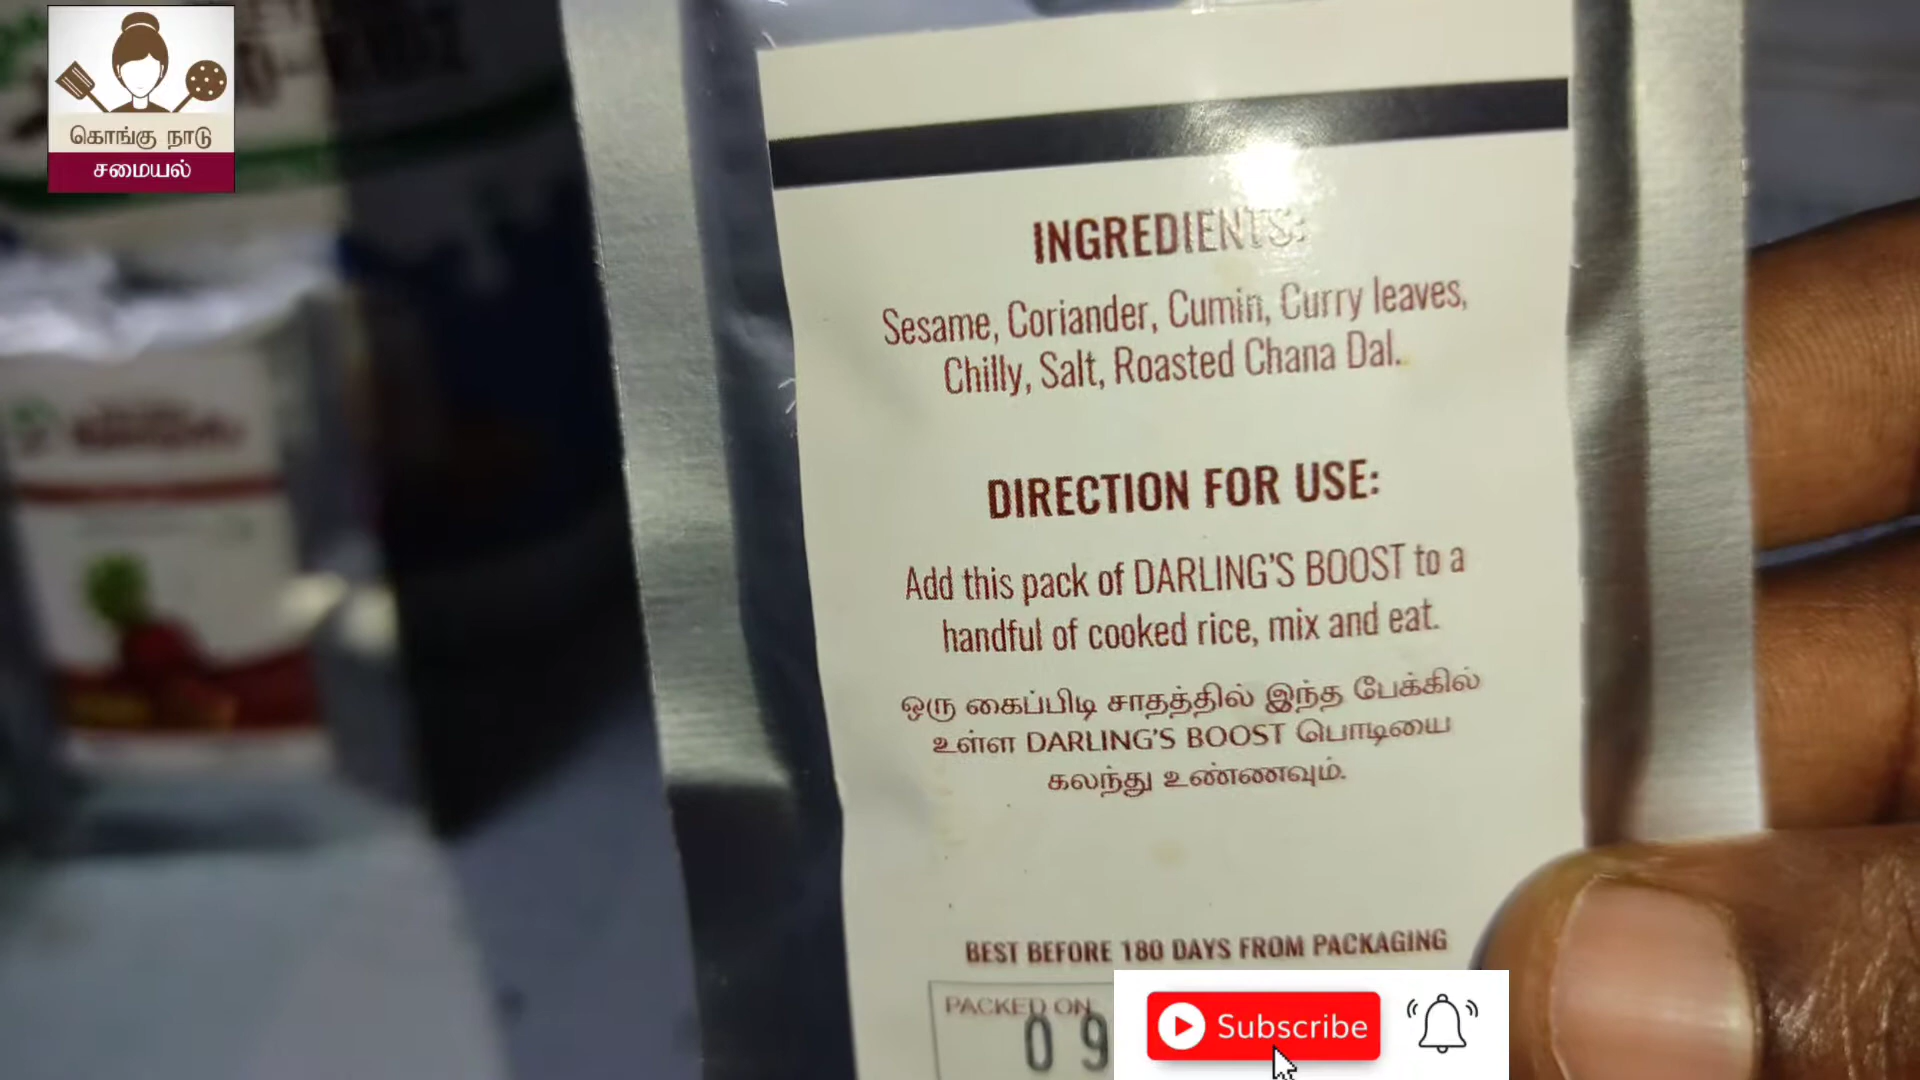 கொங்கு நாடு
சமையல்
INGREDIENTS:
Sesame, Coriander, Cumin, Curry leaves,
Chilly, Salt, Roasted Chana Dal.
DIRECTION FOR USE:
Add this pack of DARLING'S BOOST to a
handful of cooked rice, mix and eat.
ஒரு கைப்பிடி சாதத்தில் இந்த பேக்கில்
உள்ள DARLING'S BOOST பொடியை
கலந்து உண்ணவும்.
BEST BEFORE 180 DAYS FROM PACKAGING
PACKED ON
09
Subscribe